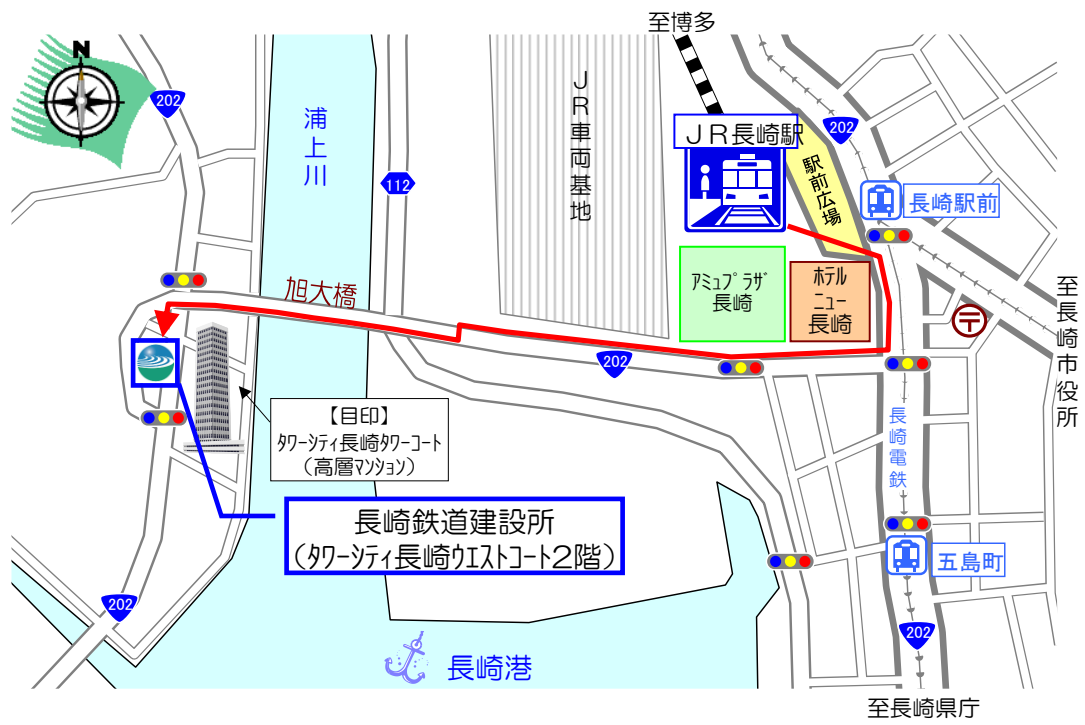 至博多
N
202
浦上川
112
JR車両基地
JR長崎駅
駅前広場
202
長崎駅前
アミュプラザ
長崎
ホテル
ニュー
長崎
〒
至長崎市役所
旭大橋
202
【目印】
タワーシティ長崎タワーコート
(高層マンション)
長崎電鉄
長崎鉄道建設所
(タワーシティ長崎ウエストコート2階)
五島町
202
202
長崎港
至長崎県庁